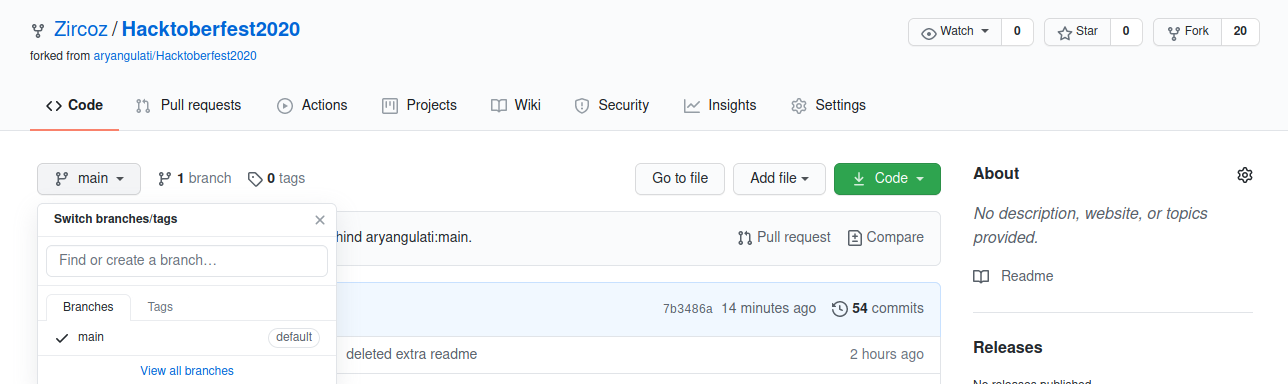 Zircoz / Hacktoberfest2020
Watch 0 Star 0 Fork 20
forked from aryangulati/Hacktoberfest2020
Code Pull requests Actions Projects Wiki Security Insights Settings
main 1 branch 0 tags Go to file Add file Code
About
Switch branches/tags
No description, website, or topics
provided.
hind aryangulati:main. Pull request Compare
Find or create a branch…
Readme
Branches Tags
7b3486a 14 minutes ago 54 commits
main default
Releases
deleted extra readme 2 hours ago
View all branches
No releases published